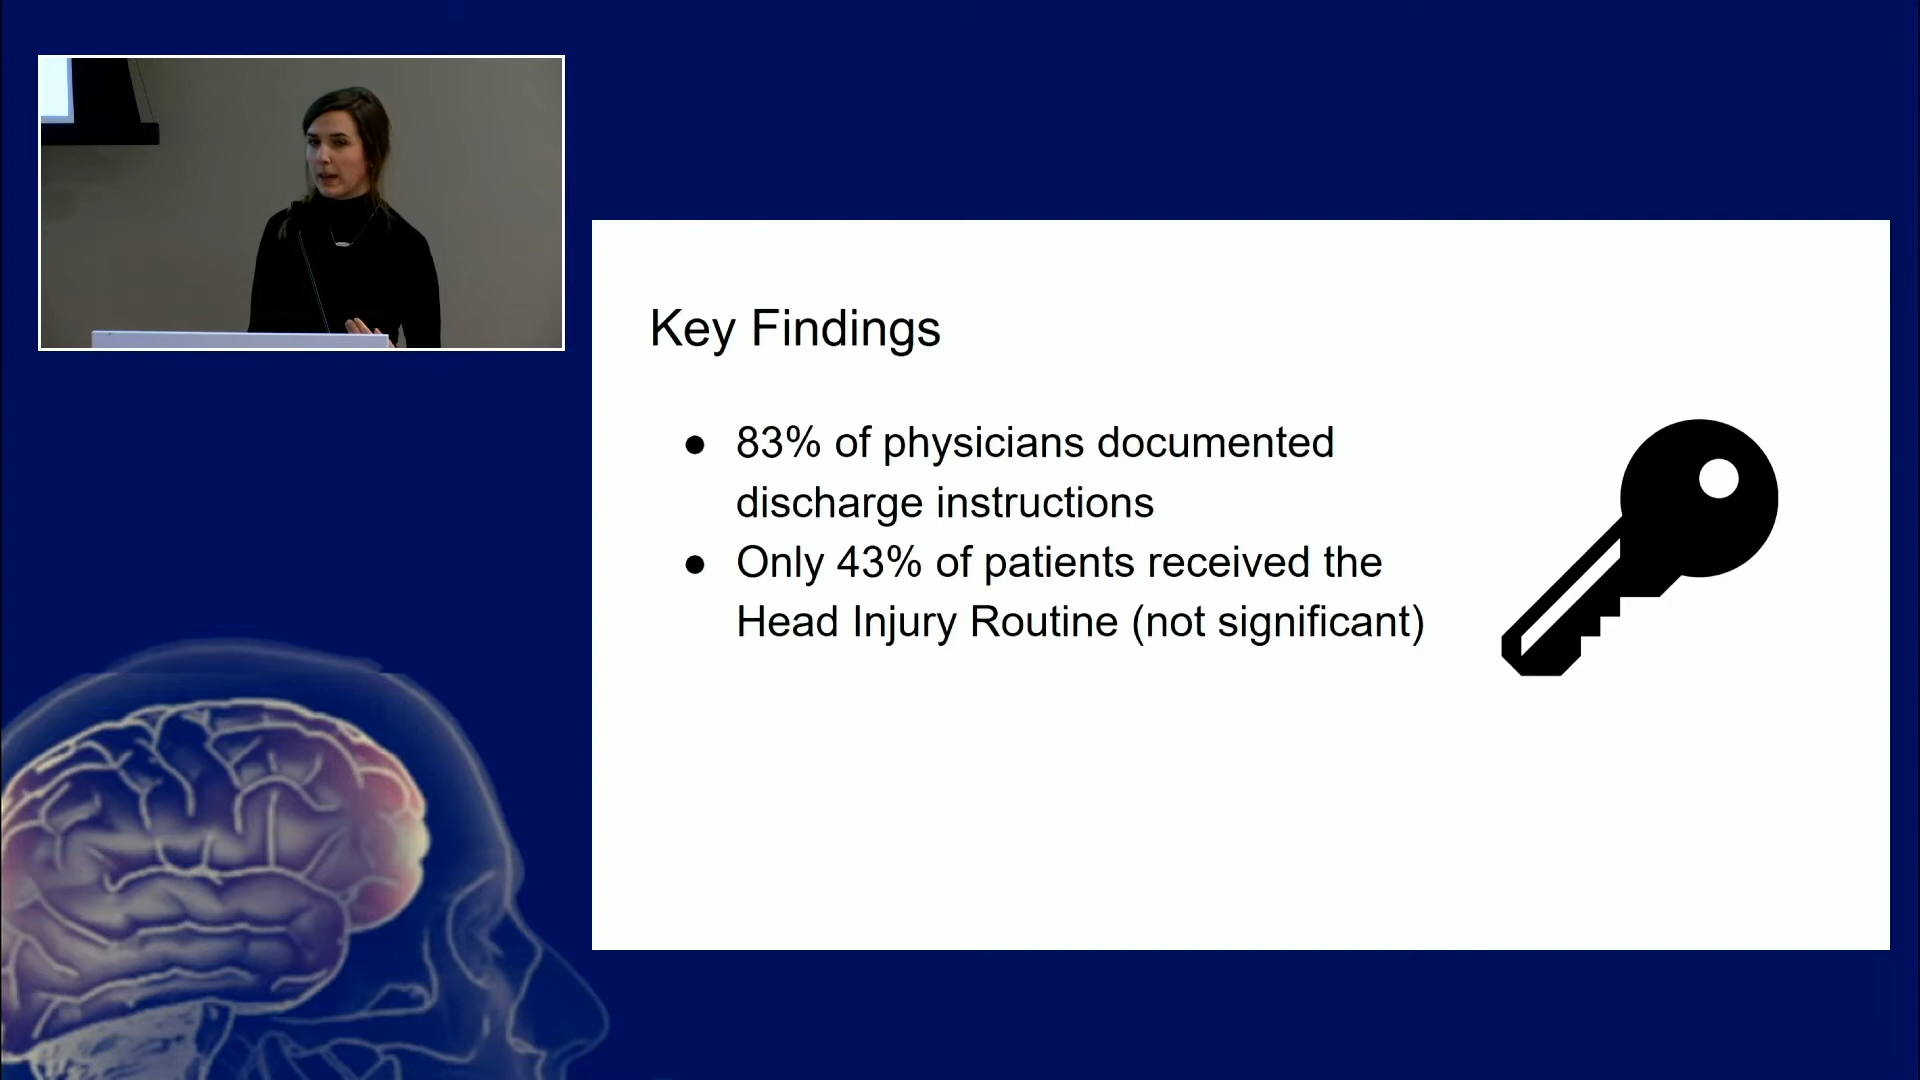 Key Findings
● 83% of physicians documented
discharge instructions
● Only 43% of patients received the
Head Injury Routine (not significant)